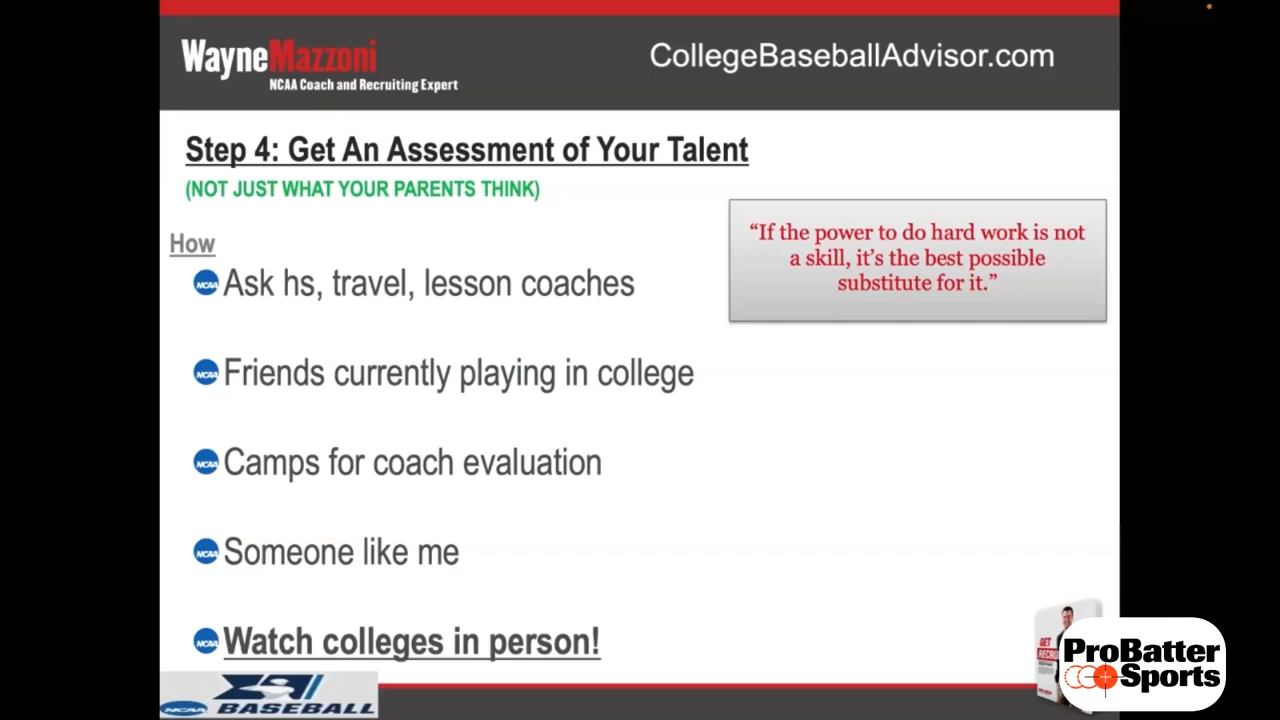 WayneMazzoni
NCAA Coach and Recruiting Expert
CollegeBaseballAdvisor.com
Step 4: Get An Assessment of Your Talent
(NOT JUST WHAT YOUR PARENTS THINK)
“If the power to do hard work is not
a skill, it’s the best possible
substitute for it.”
How
NCAA Ask hs, travel, lesson coaches
NCAA Friends currently playing in college
NCAA Camps for coach evaluation
NCAA Someone like me
NCAA Watch colleges in person!
NCAA BASEBALL
GET
ProBatter
Sports